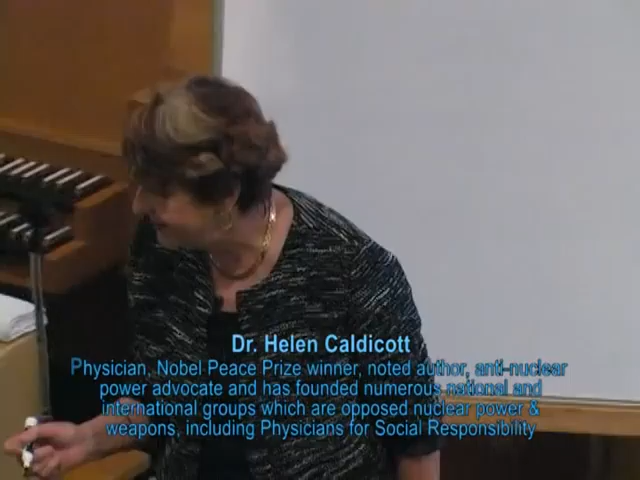 Dr. Helen Caldicott
Physician, Nobel Peace Prize winner, noted author, anti-nuclear
power advocate and has founded numerous national and
international groups which are opposed nuclear power &
weapons, including Physicians for Social Responsibility